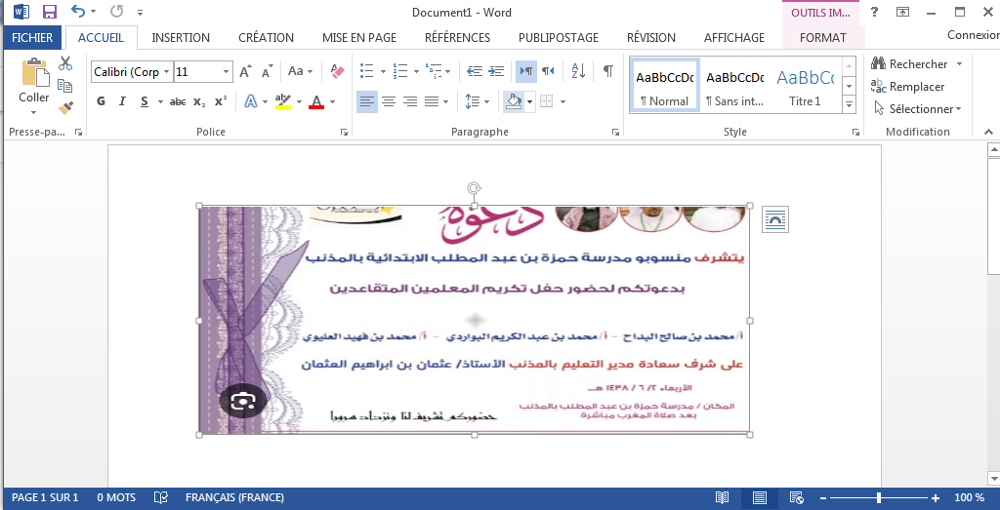 Document1 - Word
OUTILS IM...
FICHIER
ACCUEIL
INSERTION
CRÉATION
MISE EN PAGE
RÉFÉRENCES
PUBLIPOSTAGE
RÉVISION
AFFICHAGE
FORMAT
Connexion
Coller
Calibri (Corp
11
G I S abc x₂ x²
AaBbCcDc
AaBbCcDc
AaBbCc
¶ Normal
¶ Sans int...
Titre 1
Rechercher
Remplacer
Sélectionner
Presse-pa...
Police
Paragraphe
Style
Modification
دعوة
يتشرف منسوبو مدرسة حمزة بن عبد المطلب الابتدائية بالمذنب
بدعوتكم لحضور حفل تكريم المعلمين المتقاعدين
أ/ محمد بن صالح البداح - أ/ محمد بن عبد الكريم البواردي - أ/ محمد بن فهيد العليوي
على شرف سعادة مدير التعليم بالمذنب الأستاذ/ عثمان بن ابراهيم العثمان
الأربعاء ٢/ ٦ / ١٤٣٨ هـ
المكان / مدرسة حمزة بن عبد المطلب بالمذنب
بعد صلاة المغرب مباشرة
حضوركم تشريف لنا ونزداد سرورا
PAGE 1 SUR 1
0 MOTS
FRANÇAIS (FRANCE)
100 %